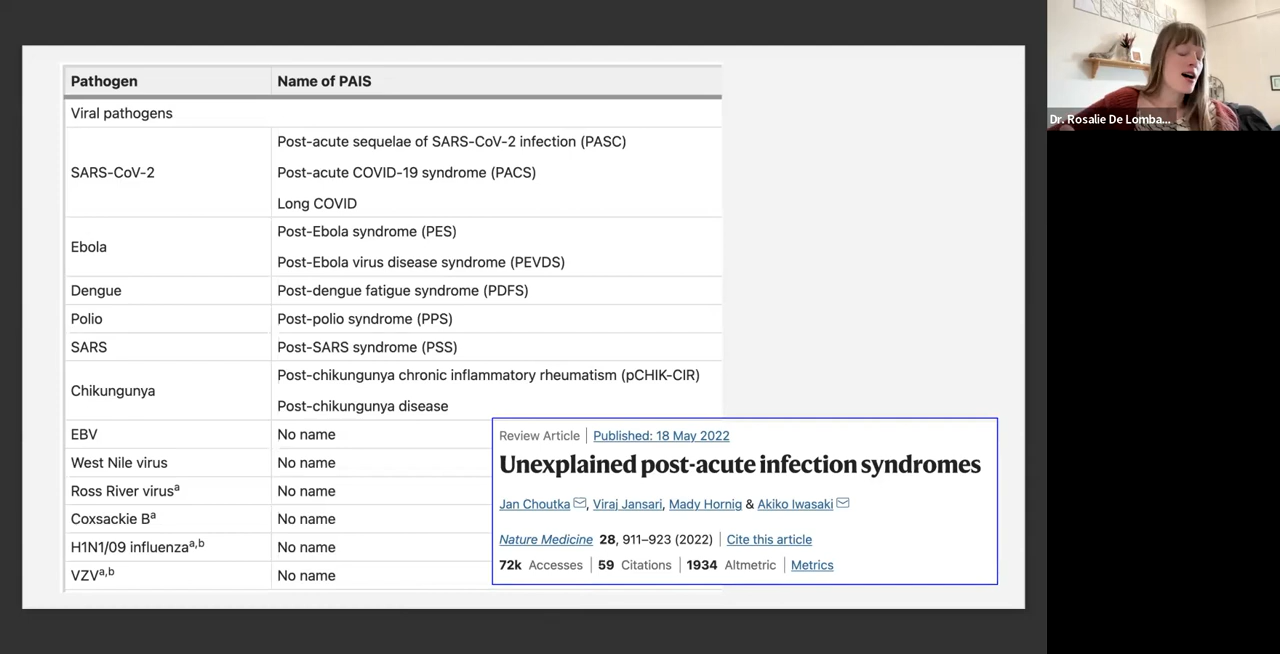 Pathogen Name of PAIS
Viral pathogens
SARS-CoV-2
Post-acute sequelae of SARS-CoV-2 infection (PASC)
Post-acute COVID-19 syndrome (PACS)
Long COVID
Ebola
Post-Ebola syndrome (PES)
Post-Ebola virus disease syndrome (PEVDS)
Dengue Post-dengue fatigue syndrome (PDFS)
Polio Post-polio syndrome (PPS)
SARS Post-SARS syndrome (PSS)
Chikungunya
Post-chikungunya chronic inflammatory rheumatism (pCHIK-CIR)
Post-chikungunya disease
EBV No name
West Nile virus No name
Ross River virusᵃ No name
Coxsackie Bᵃ No name
H1N1/09 influenzaᵃ,ᵇ No name
VZVᵃ,ᵇ No name
Review Article | Published: 18 May 2022
Unexplained post-acute infection syndromes
Jan Choutka, Viraj Jansari, Mady Hornig & Akiko Iwasaki
Nature Medicine 28, 911–923 (2022) | Cite this article
72k Accesses | 59 Citations | 1934 Altmetric | Metrics
Dr. Rosalie De Lomba...